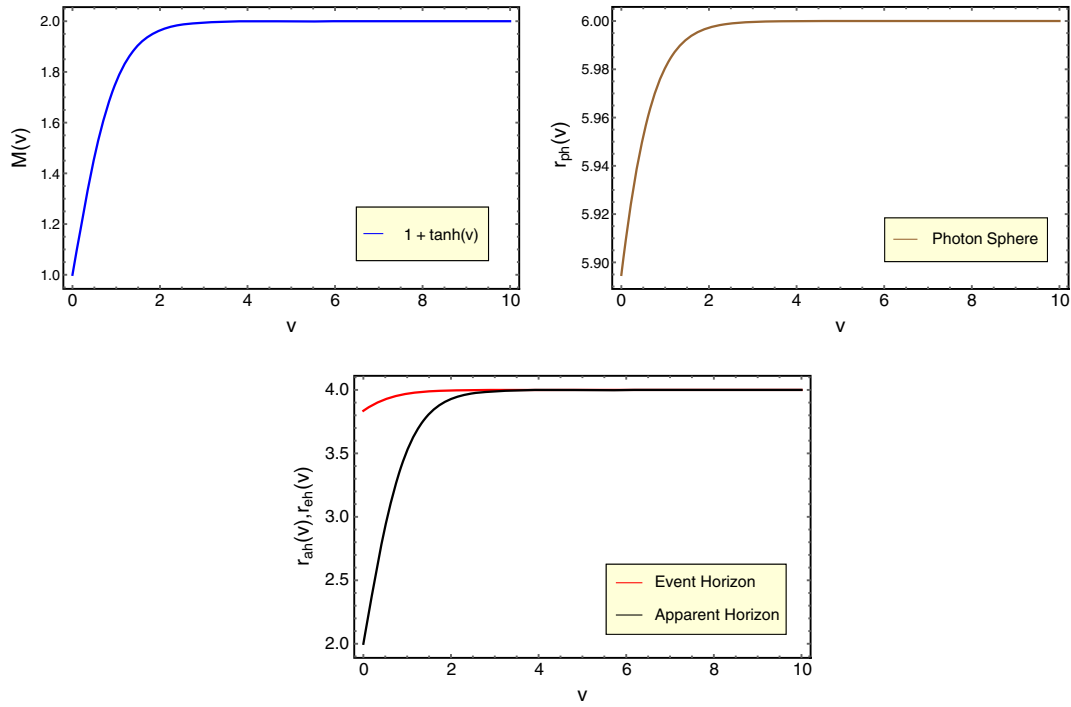 2.0
1.8
1.6
1.4
1.2
1.0
M(v)
1 + tanh(v)
0 2 4 6 8 10
v
6.00
5.98
5.96
5.94
5.92
5.90
r_ph(v)
Photon Sphere
0 2 4 6 8 10
v
4.0
3.5
3.0
2.5
2.0
r_ah(v),r_eh(v)
Event Horizon
Apparent Horizon
0 2 4 6 8 10
v